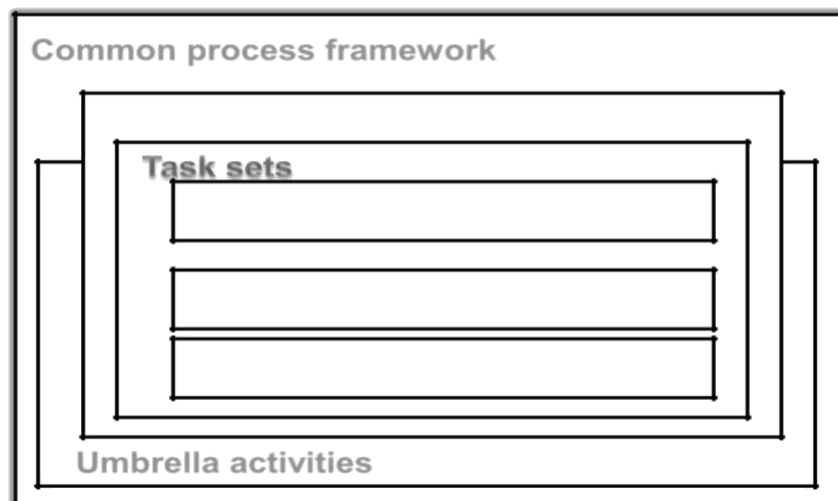 Common process framework
Task sets
Umbrella activities